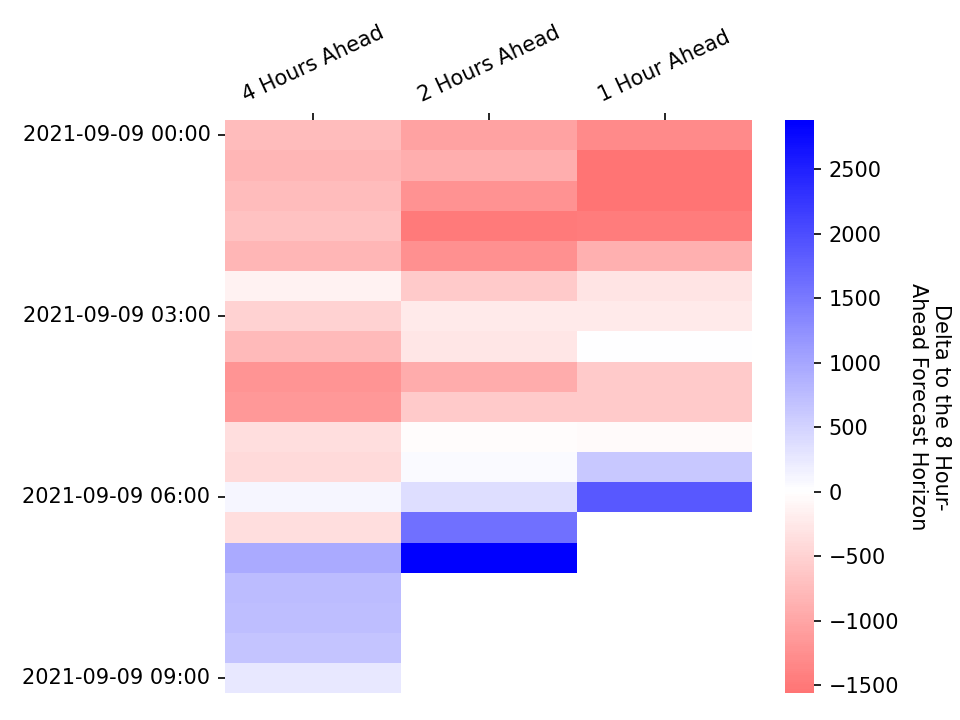 4 Hours Ahead
2 Hours Ahead
1 Hour Ahead
2021-09-09 00:00
2021-09-09 03:00
2021-09-09 06:00
2021-09-09 09:00
2500
2000
1500
1000
500
0
−500
−1000
−1500
Delta to the 8 Hour-
Ahead Forecast Horizon